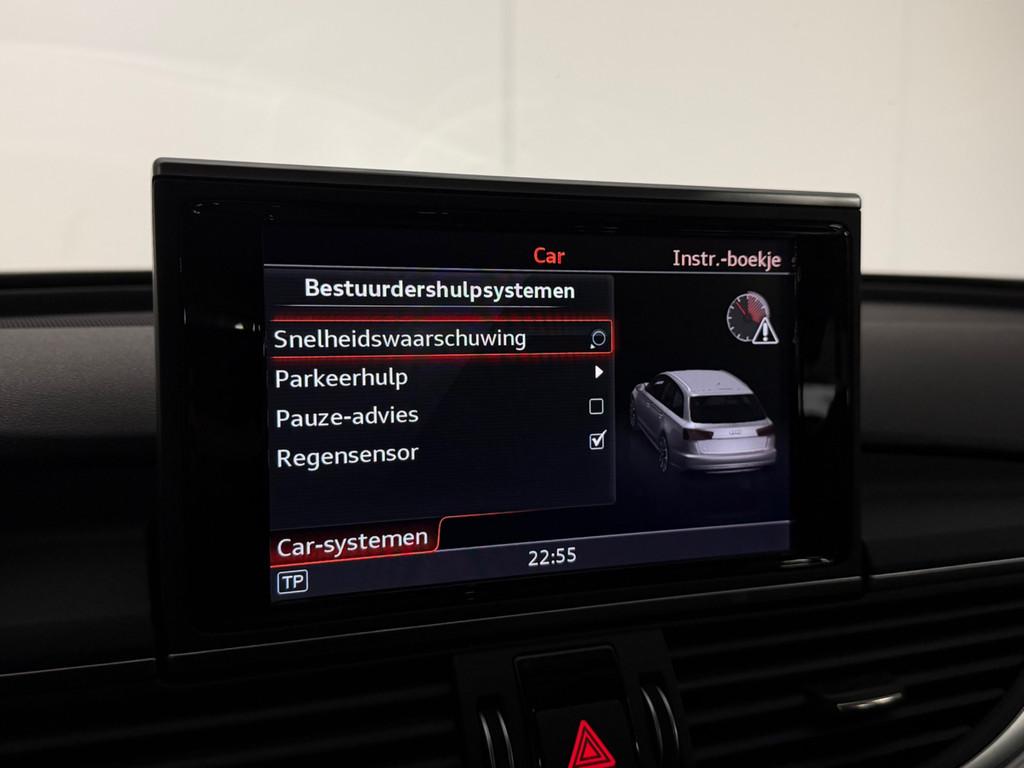 Car
Instr.-boekje
Bestuurdershulpsystemen
Snelheidswaarschuwing
Parkeerhulp
Pauze-advies
Regensensor
Car-systemen
22:55
TP